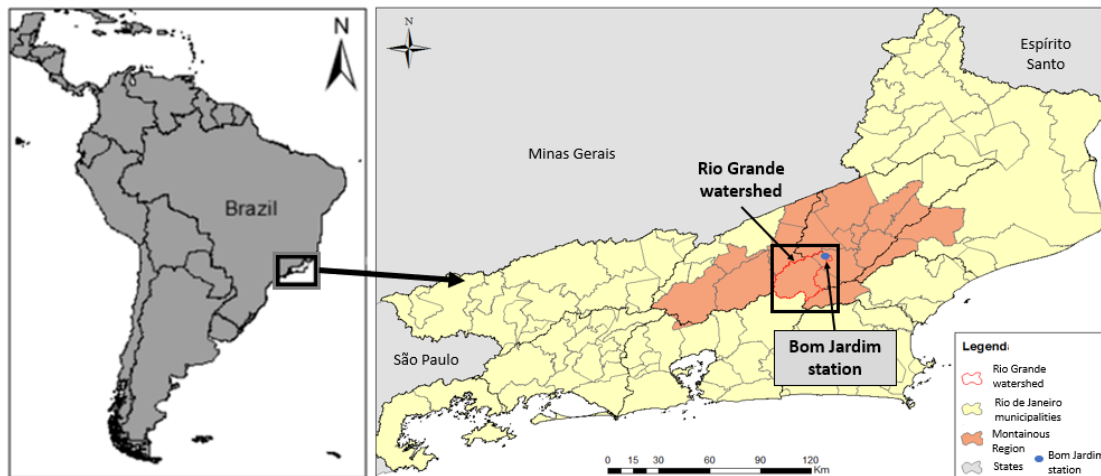 N
Brazil
N
Espírito
Santo
Minas Gerais
Rio Grande
watershed
São Paulo
Bom Jardim
station
Legenda
Rio Grande
watershed
Rio de Janeiro
municipalities
Montainous
Region
States
Bom Jardim
station
0 15 30 60 90 120
Km